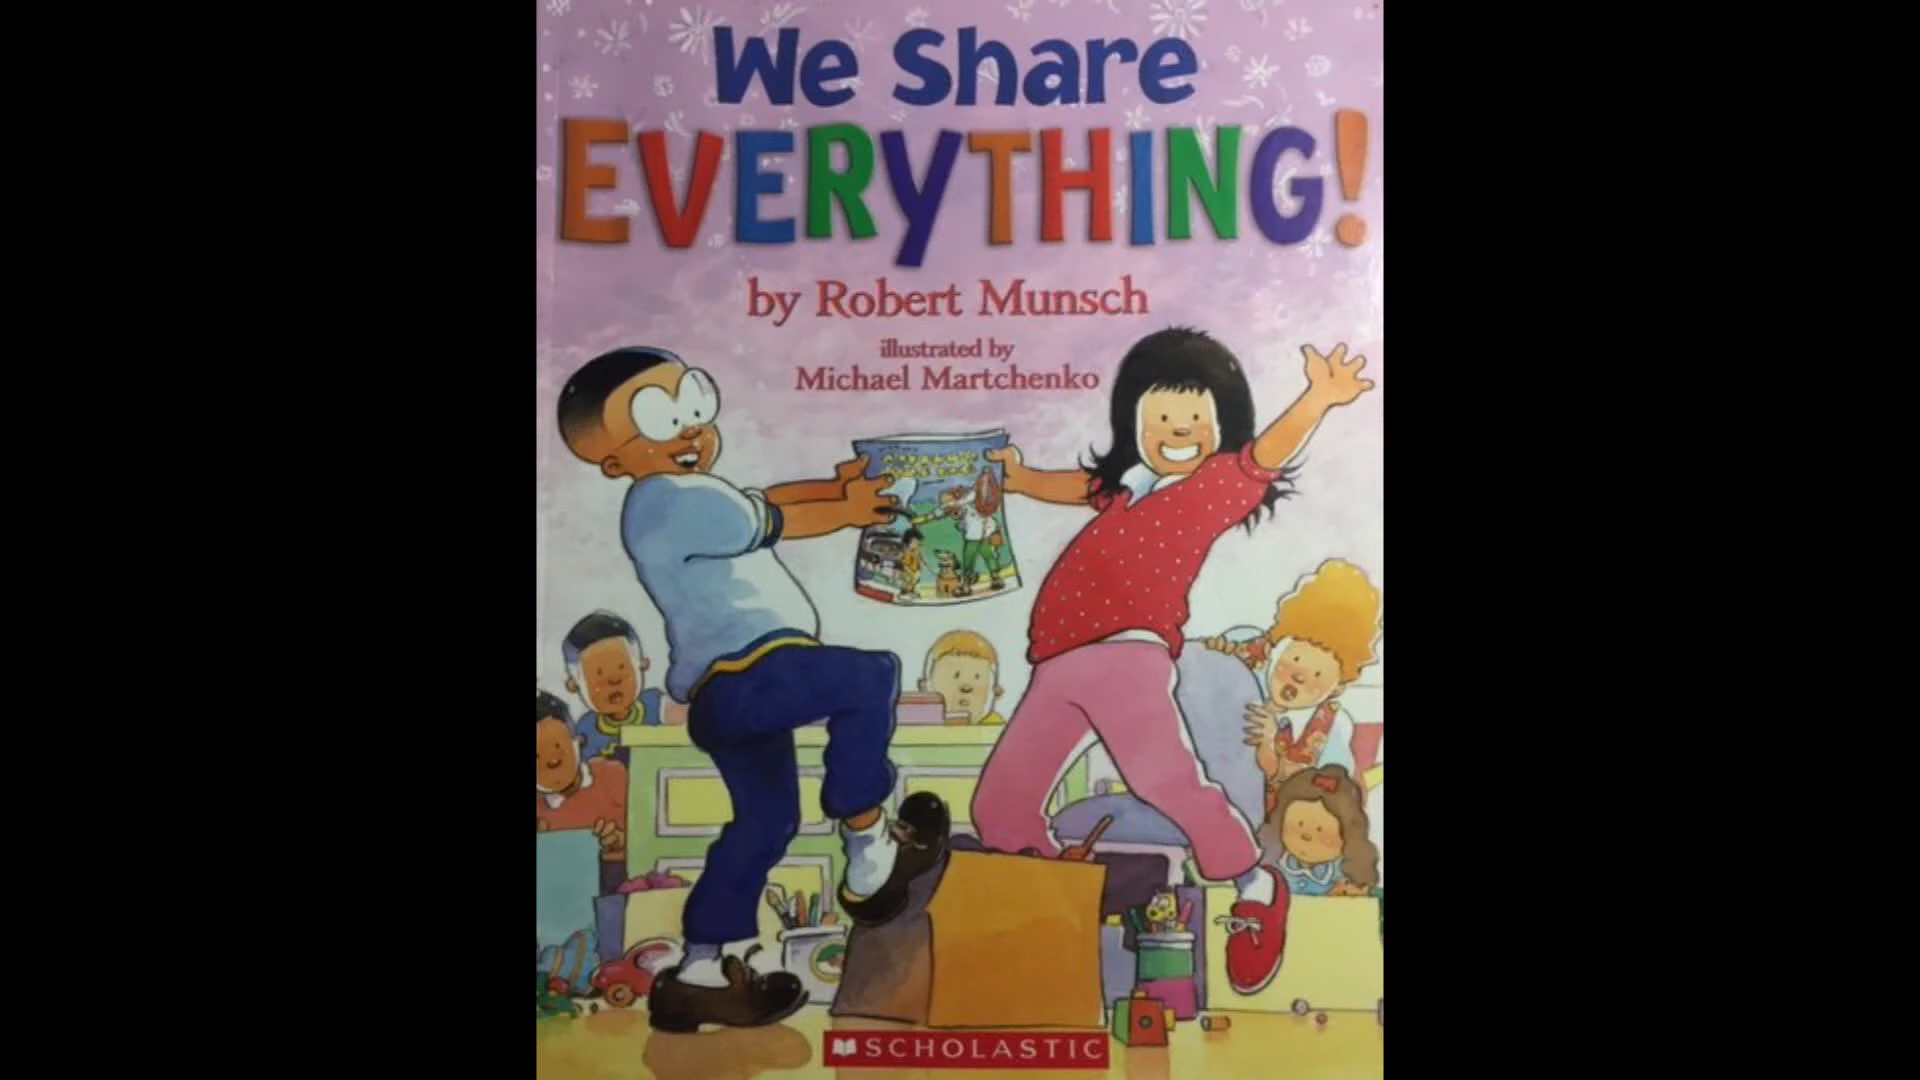 We Share
EVERYTHING!
by Robert Munsch
illustrated by
Michael Martchenko
SCHOLASTIC